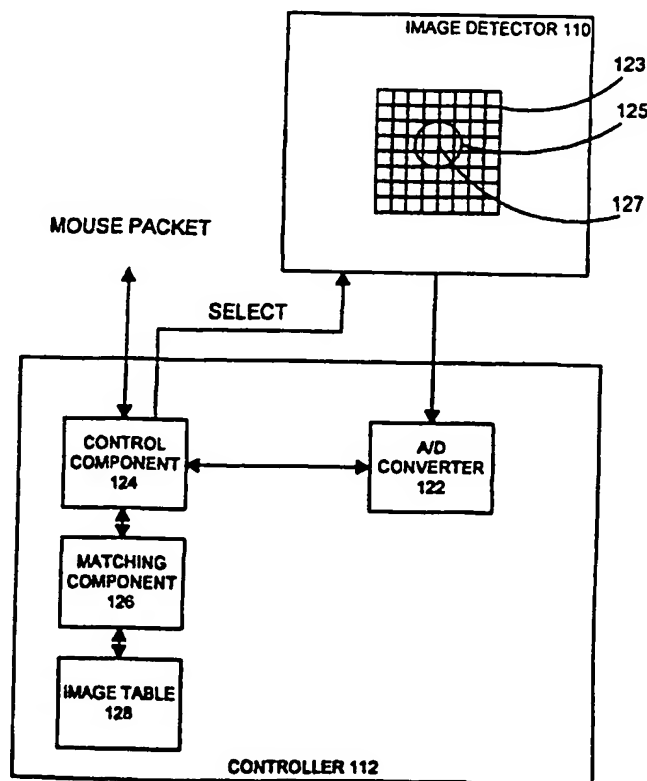 IMAGE DETECTOR 110
123
125
127
MOUSE PACKET
SELECT
CONTROL
COMPONENT
124
A/D
CONVERTER
122
MATCHING
COMPONENT
126
IMAGE TABLE
128
CONTROLLER 112